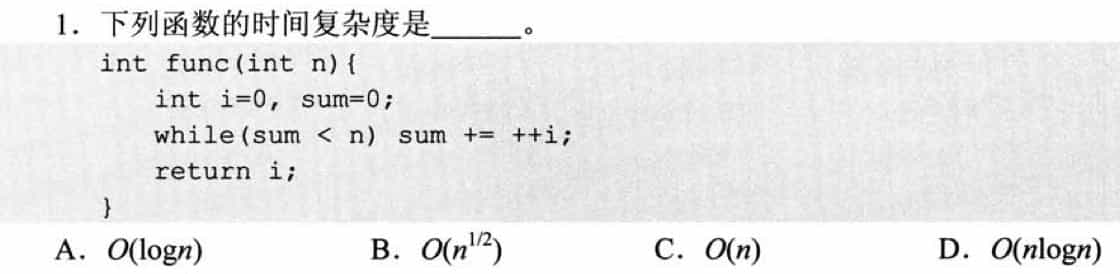 1. 下列函数的时间复杂度是______。
int func(int n){
int i=0, sum=0;
while(sum < n) sum += ++i;
return i;
}
A. O(logn) B. O(n^{1/2}) C. O(n) D. O(nlogn)